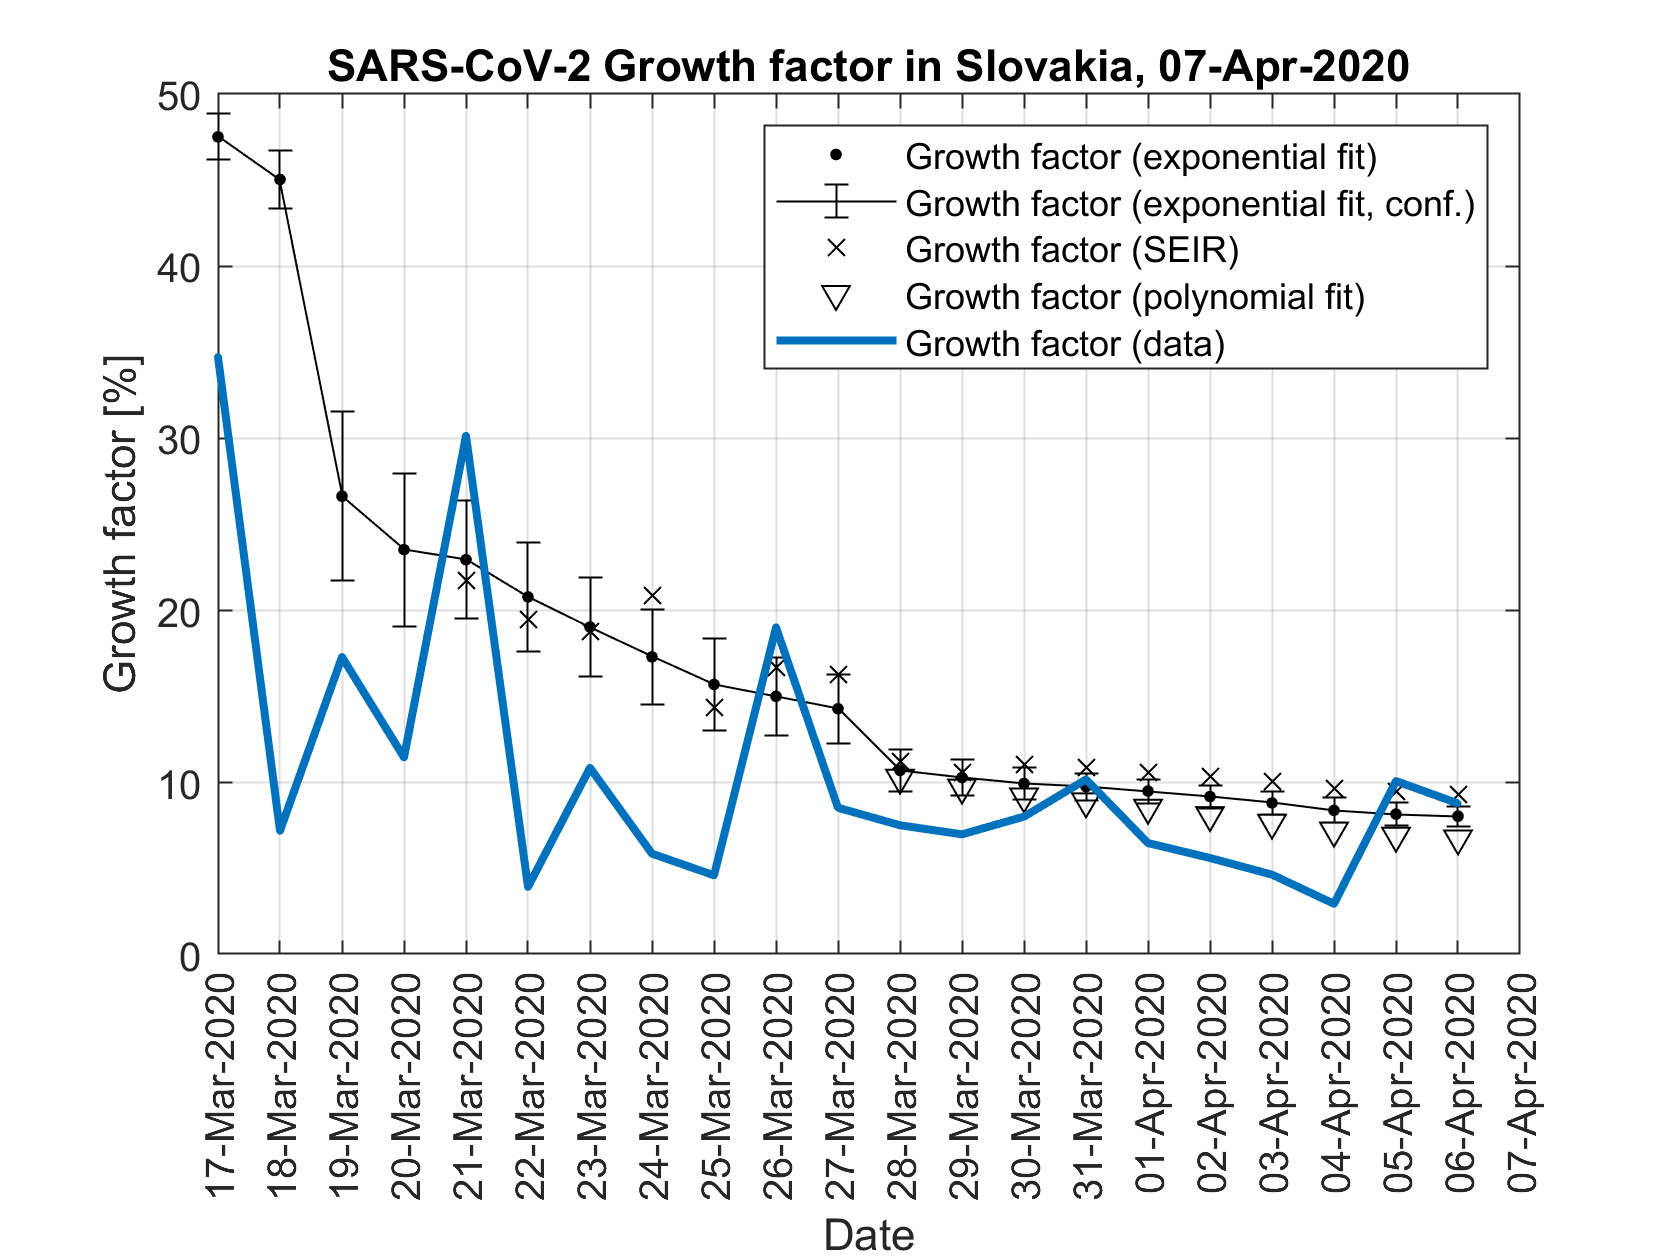 SARS-CoV-2 Growth factor in Slovakia, 07-Apr-2020
50
40
30
20
10
0
Growth factor [%]
Growth factor (exponential fit)
Growth factor (exponential fit, conf.)
Growth factor (SEIR)
Growth factor (polynomial fit)
Growth factor (data)
17-Mar-2020
18-Mar-2020
19-Mar-2020
20-Mar-2020
21-Mar-2020
22-Mar-2020
23-Mar-2020
24-Mar-2020
25-Mar-2020
26-Mar-2020
27-Mar-2020
28-Mar-2020
29-Mar-2020
30-Mar-2020
31-Mar-2020
01-Apr-2020
02-Apr-2020
03-Apr-2020
04-Apr-2020
05-Apr-2020
06-Apr-2020
07-Apr-2020
Date